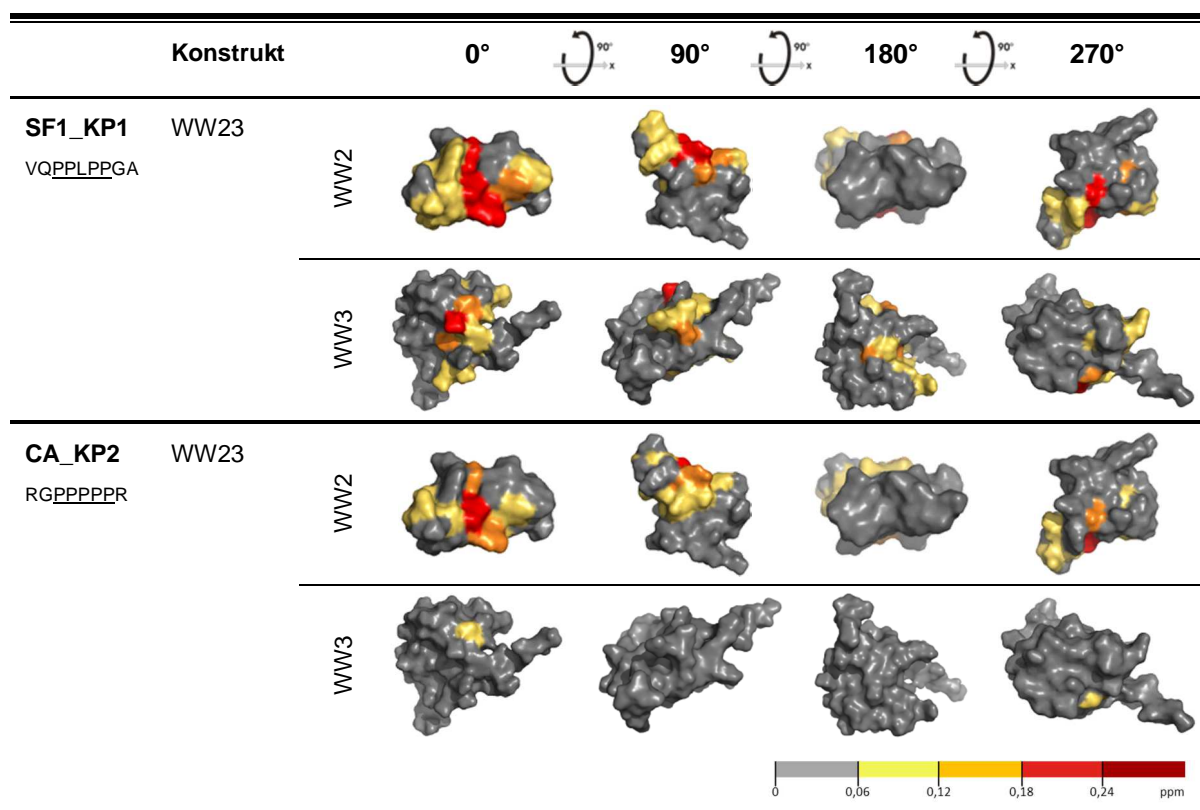 Konstrukt 0° 90° x 90° 90° x 180° 90° x 270°
SF1_KP1 WW23
VQPPLPPGA
WW2
WW3
CA_KP2 WW23
RGPPPPPR
WW2
WW3
0 0,06 0,12 0,18 0,24 ppm